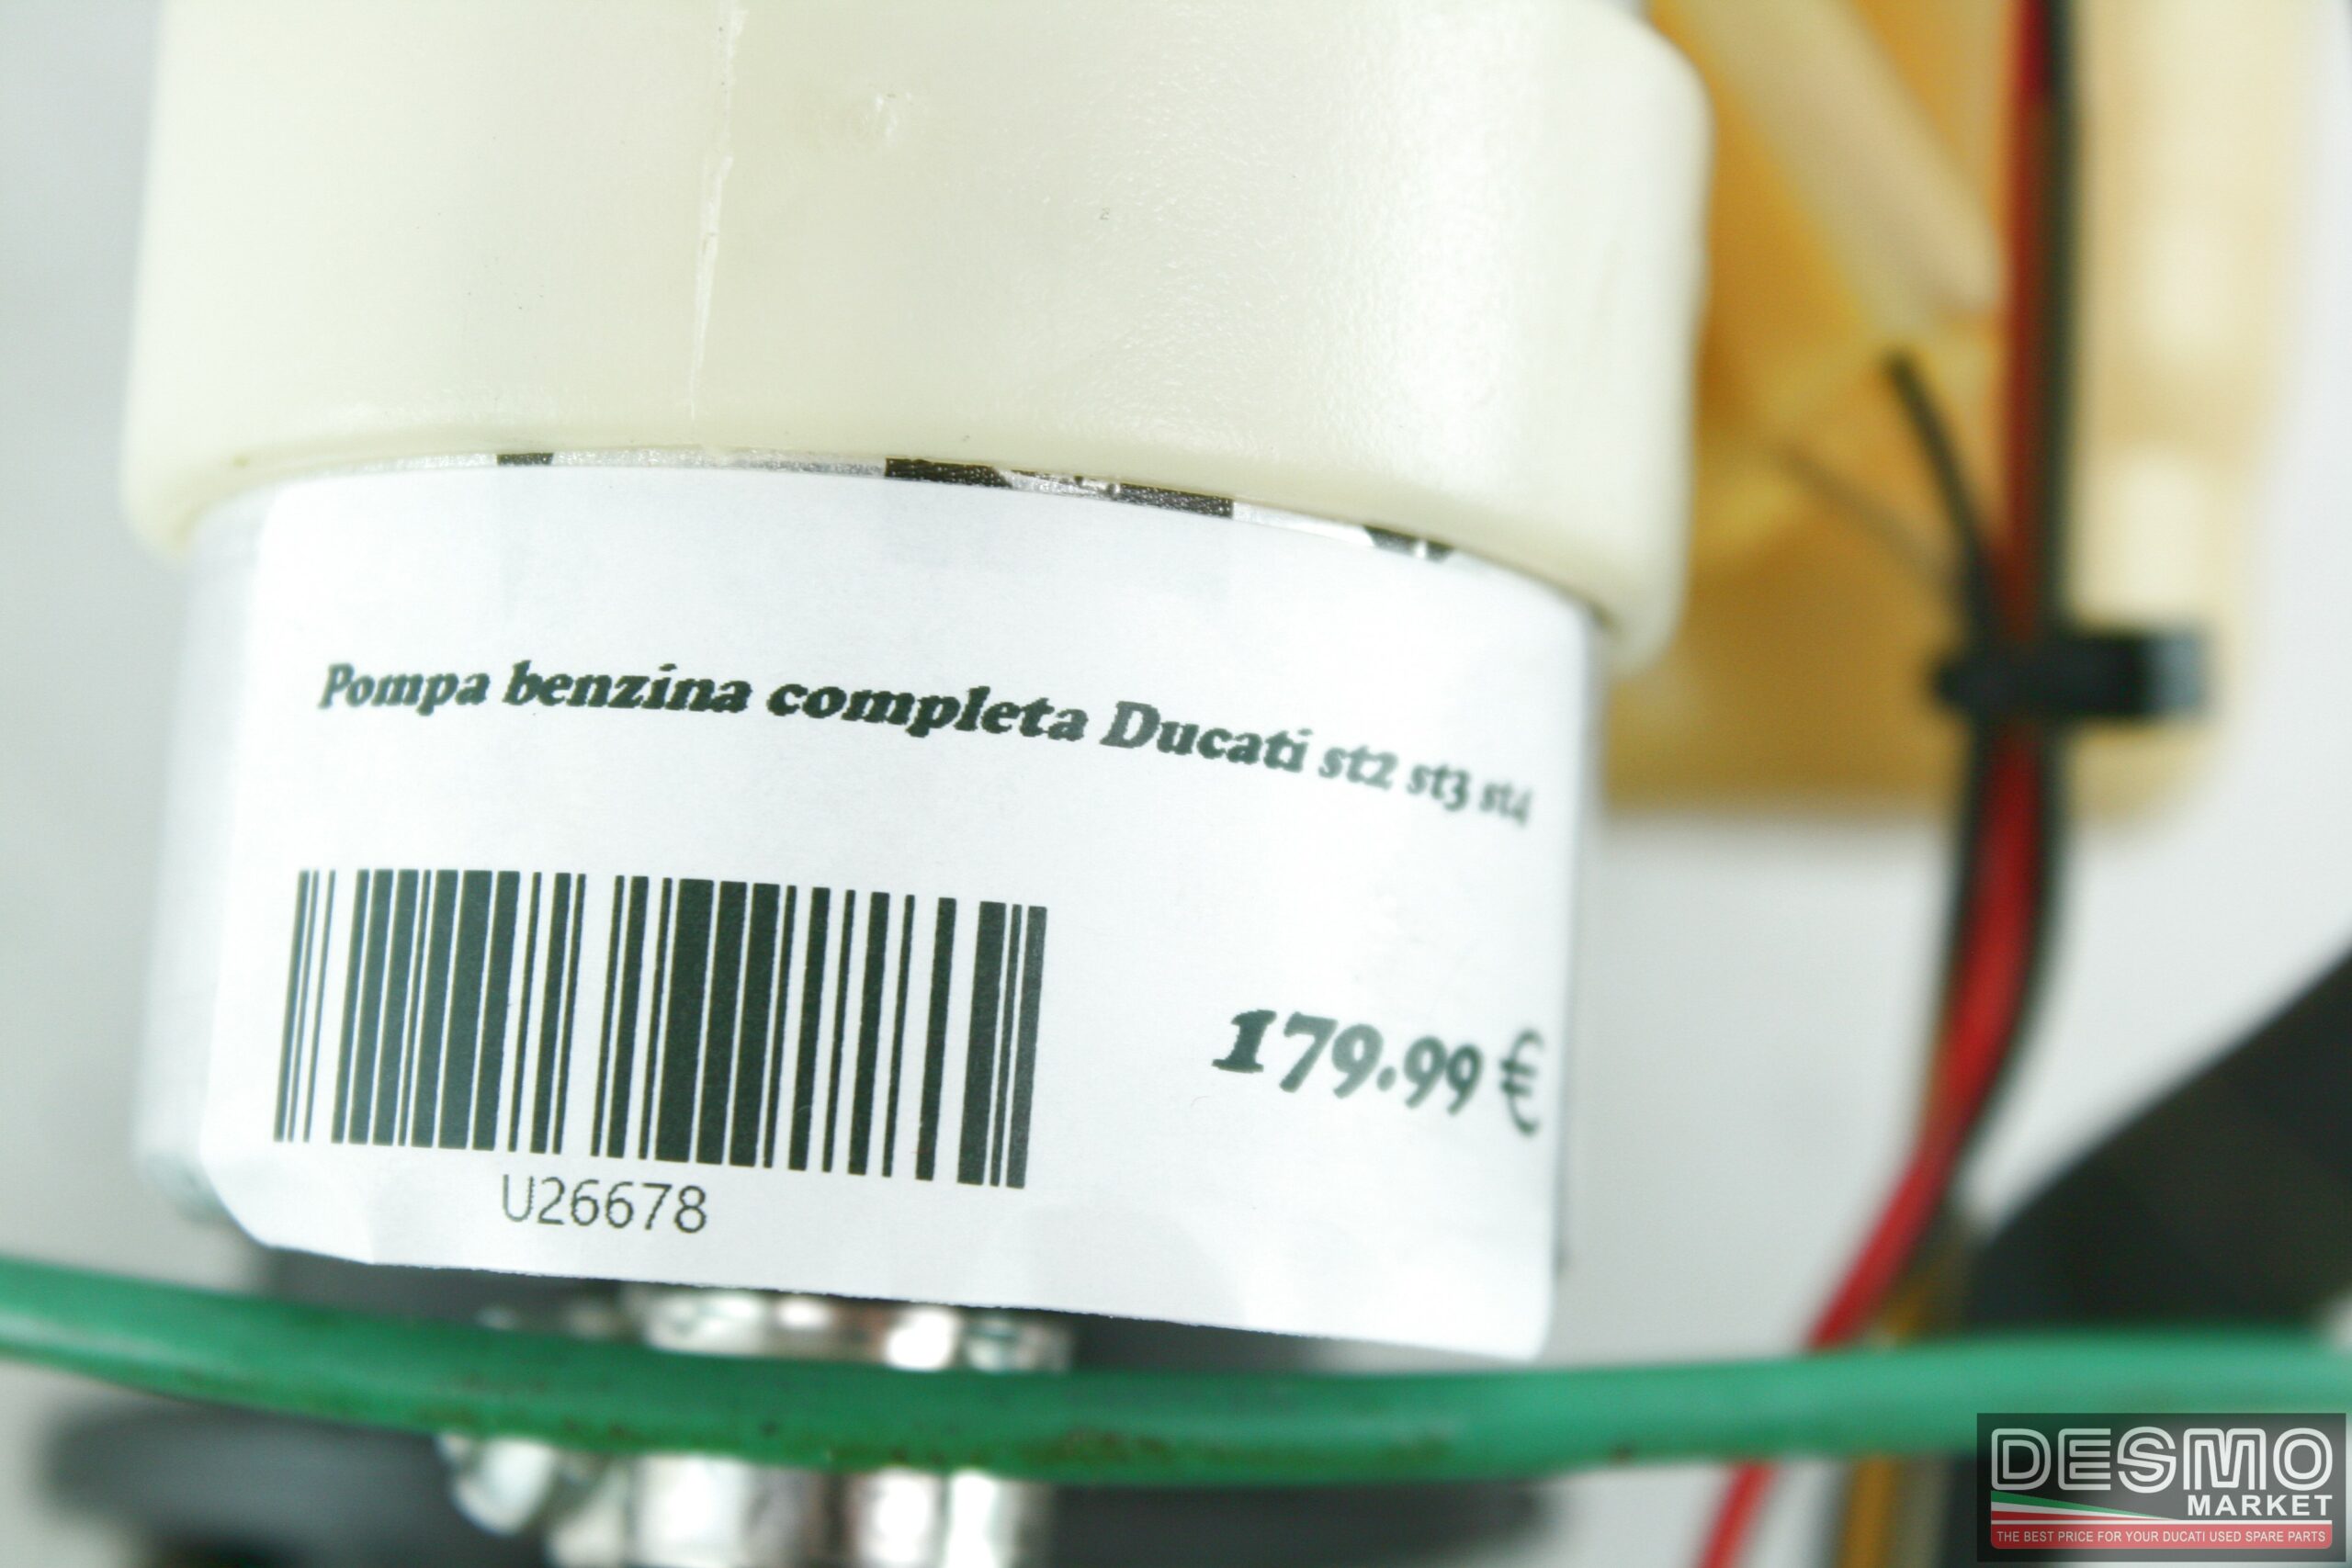 Pompa benzina completa Ducati st2 st3 st4
179.99 €
U26678
DESMO
MARKET
THE BEST PRICE FOR YOUR DUCATI USED SPARE PARTS